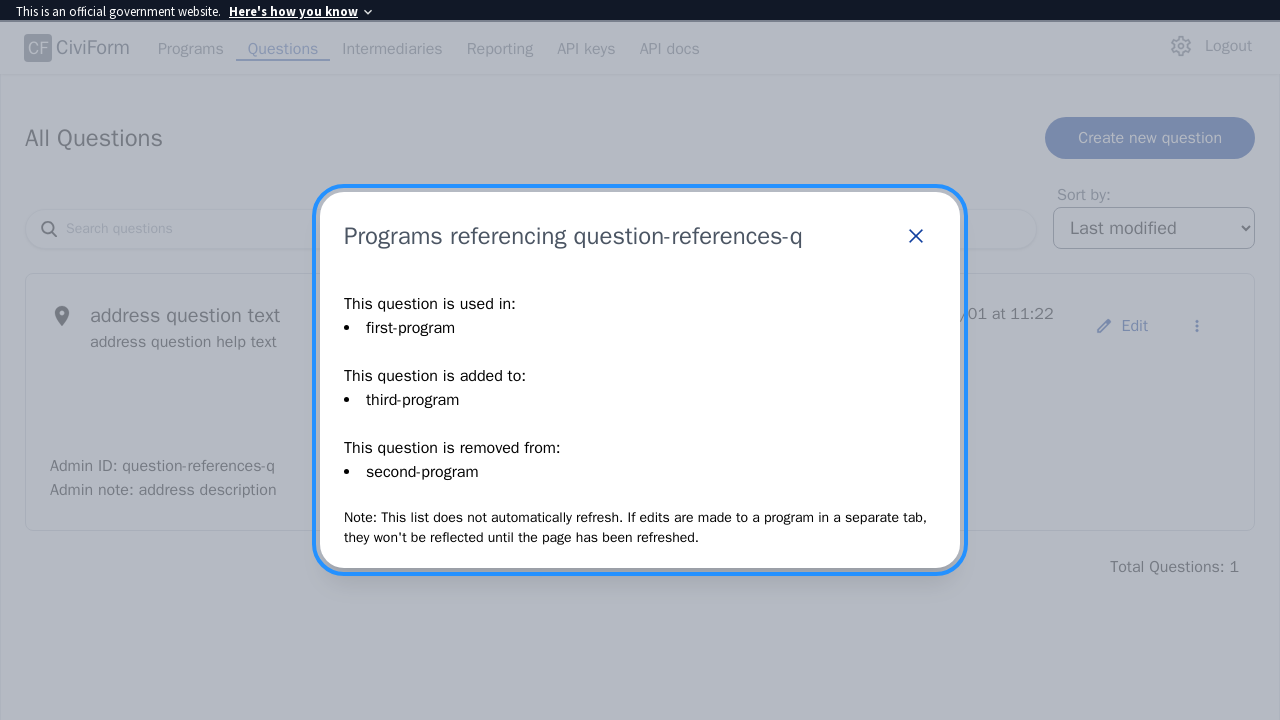 This is an official government website. Here's how you know
CF CiviForm Programs Questions Intermediaries Reporting API keys API docs Logout
All Questions
Create new question
Sort by:
Search questions
Last modified
Programs referencing question-references-q
This question is used in:
• first-program
This question is added to:
• third-program
This question is removed from:
• second-program
Note: This list does not automatically refresh. If edits are made to a program in a separate tab,
they won't be reflected until the page has been refreshed.
address question text
address question help text
/01 at 11:22
Edit
Admin ID: question-references-q
Admin note: address description
Total Questions: 1